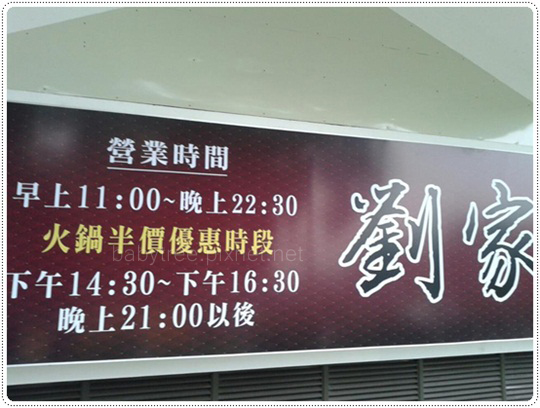 營業時間
早上11:00~晚上22:30
火鍋半價優惠時段
下午14:30~下午16:30
晚上21:00以後
劉家
babytree.pixnet.net